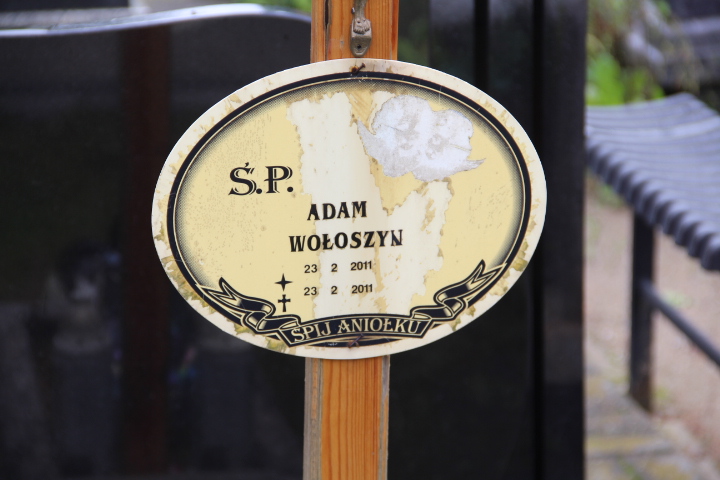 Ś.P.
ADAM
WOŁOSZYN
23 2 2011
23 2 2011
ŚPIJ ANIOŁKU